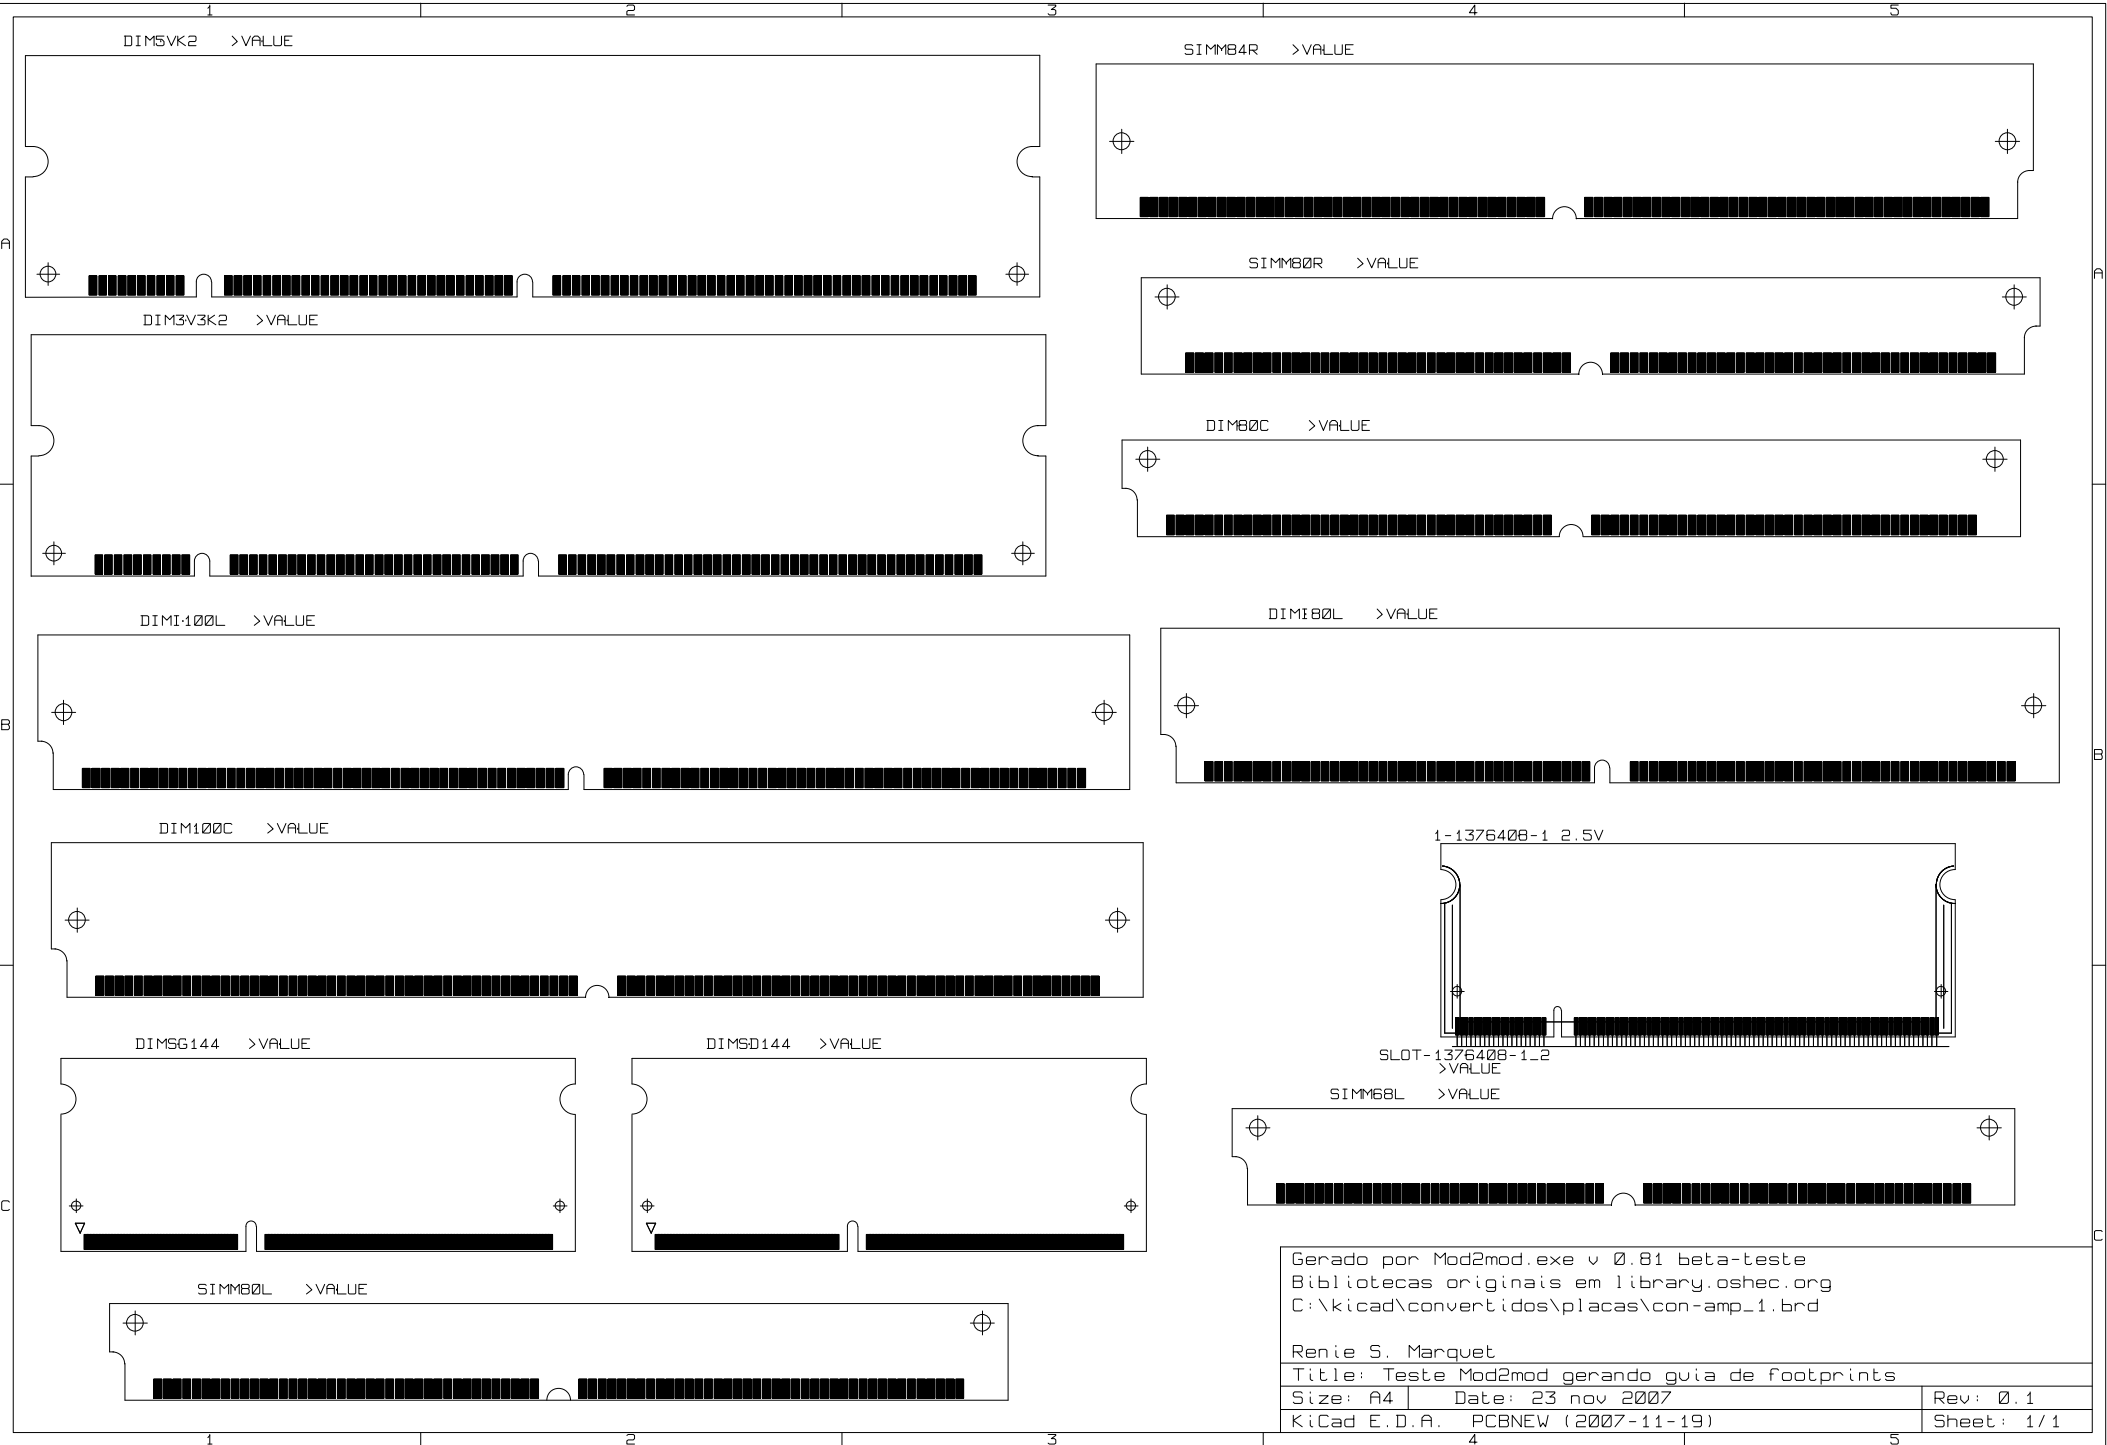 1 2 3 4 5
DIM5VK2 >VALUE
SIMM84R >VALUE
A
A
SIMM80R >VALUE
DIM3V3K2 >VALUE
DIM80C >VALUE
DIMI-100L >VALUE
DIMI80L >VALUE
B
B
DIM100C >VALUE
1-1376408-1 2.5V
DIMSG144 >VALUE
DIMSD144 >VALUE
SLOT-1376408-1_2
>VALUE
SIMM68L >VALUE
C
C
SIMM80L >VALUE
Gerado por Mod2mod.exe v 0.81 beta-teste
Bibliotecas originais em library.oshec.org
C:\kicad\convertidos\placas\con-amp_1.brd
Renie S. Marquet
Title: Teste Mod2mod gerando guia de footprints
Size: A4 Date: 23 nov 2007 Rev: 0.1
KiCad E.D.A. PCBNEW (2007-11-19) Sheet: 1/1
1 2 3 4 5